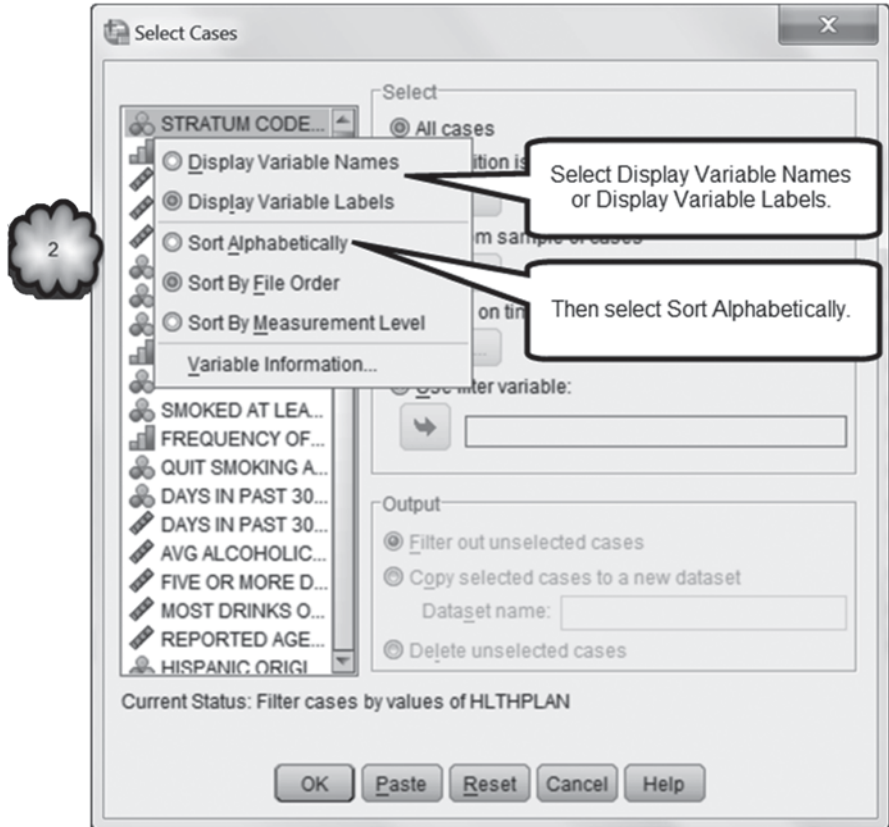 Select Cases
X
Select
STRATUM CODE...
All cases
Display Variable Names
Display Variable Labels
Sort Alphabetically
Sort By File Order
Sort By Measurement Level
Variable Information...
Select Display Variable Names
or Display Variable Labels.
sample of cases
Then select Sort Alphabetically.
on
2
filter variable:
SMOKED AT LEA...
FREQUENCY OF...
QUIT SMOKING A...
DAYS IN PAST 30...
DAYS IN PAST 30...
AVG ALCOHOLIC...
FIVE OR MORE D...
MOST DRINKS O...
REPORTED AGE...
HISPANIC ORIGI
Output
Filter out unselected cases
Copy selected cases to a new dataset
Dataset name:
Delete unselected cases
Current Status: Filter cases by values of HLTHPLAN
OK Paste Reset Cancel Help